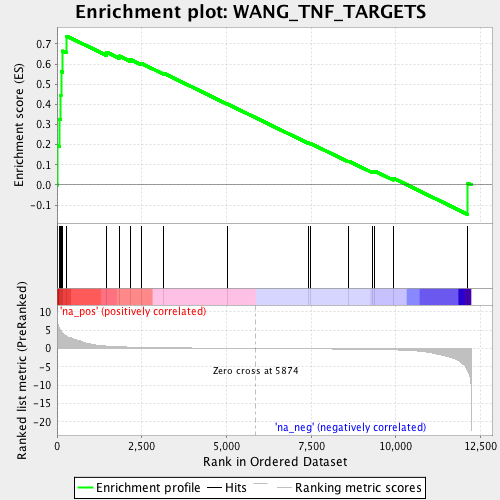 Enrichment plot: WANG_TNF_TARGETS
Enrichment score (ES)
0.7
0.6
0.5
0.4
0.3
0.2
0.1
0.0
-0.1
'na_pos' (positively correlated)
Ranked list metric (PreRanked)
10
5
0
-5
-10
-15
-20
Zero cross at 5874
'na_neg' (negatively correlated)
0 2,500 5,000 7,500 10,000 12,500
Rank in Ordered Dataset
Enrichment profile Hits Ranking metric scores